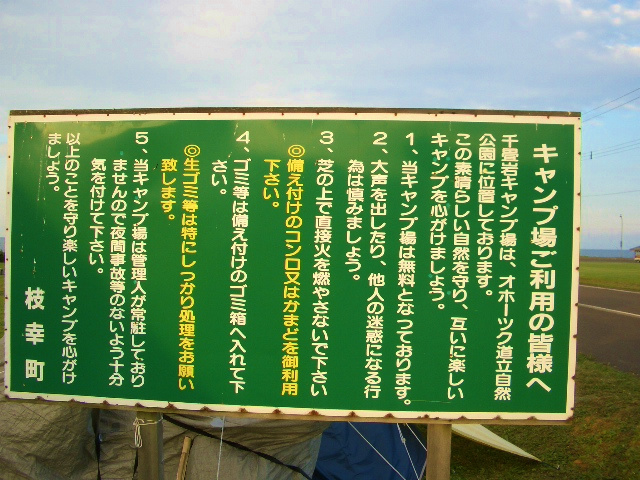 キャンプ場ご利用の皆様へ
千畳岩キャンプ場は、オホーツク道立自然
公園に位置しております。
この素晴らしい自然を守り、互いに楽しい
キャンプを心がけましょう。
1、当キャンプ場は無料となっております。
2、大声を出したり、他人の迷惑になる行
為は慎みましょう。
3、芝の上で直接火を燃やさないで下さい
◎備え付けのコンロ又はかまどを御利用
下さい。
4、ゴミ等は備え付けのゴミ箱へ入れて下
さい。
◎生ゴミ等は特にしっかり処理をお願い
致します。
5、当キャンプ場は管理人が常駐しており
ませんので夜間事故等のないよう十分
気を付けて下さい。
以上のことを守り楽しいキャンプを心がけ
ましょう。
枝幸町